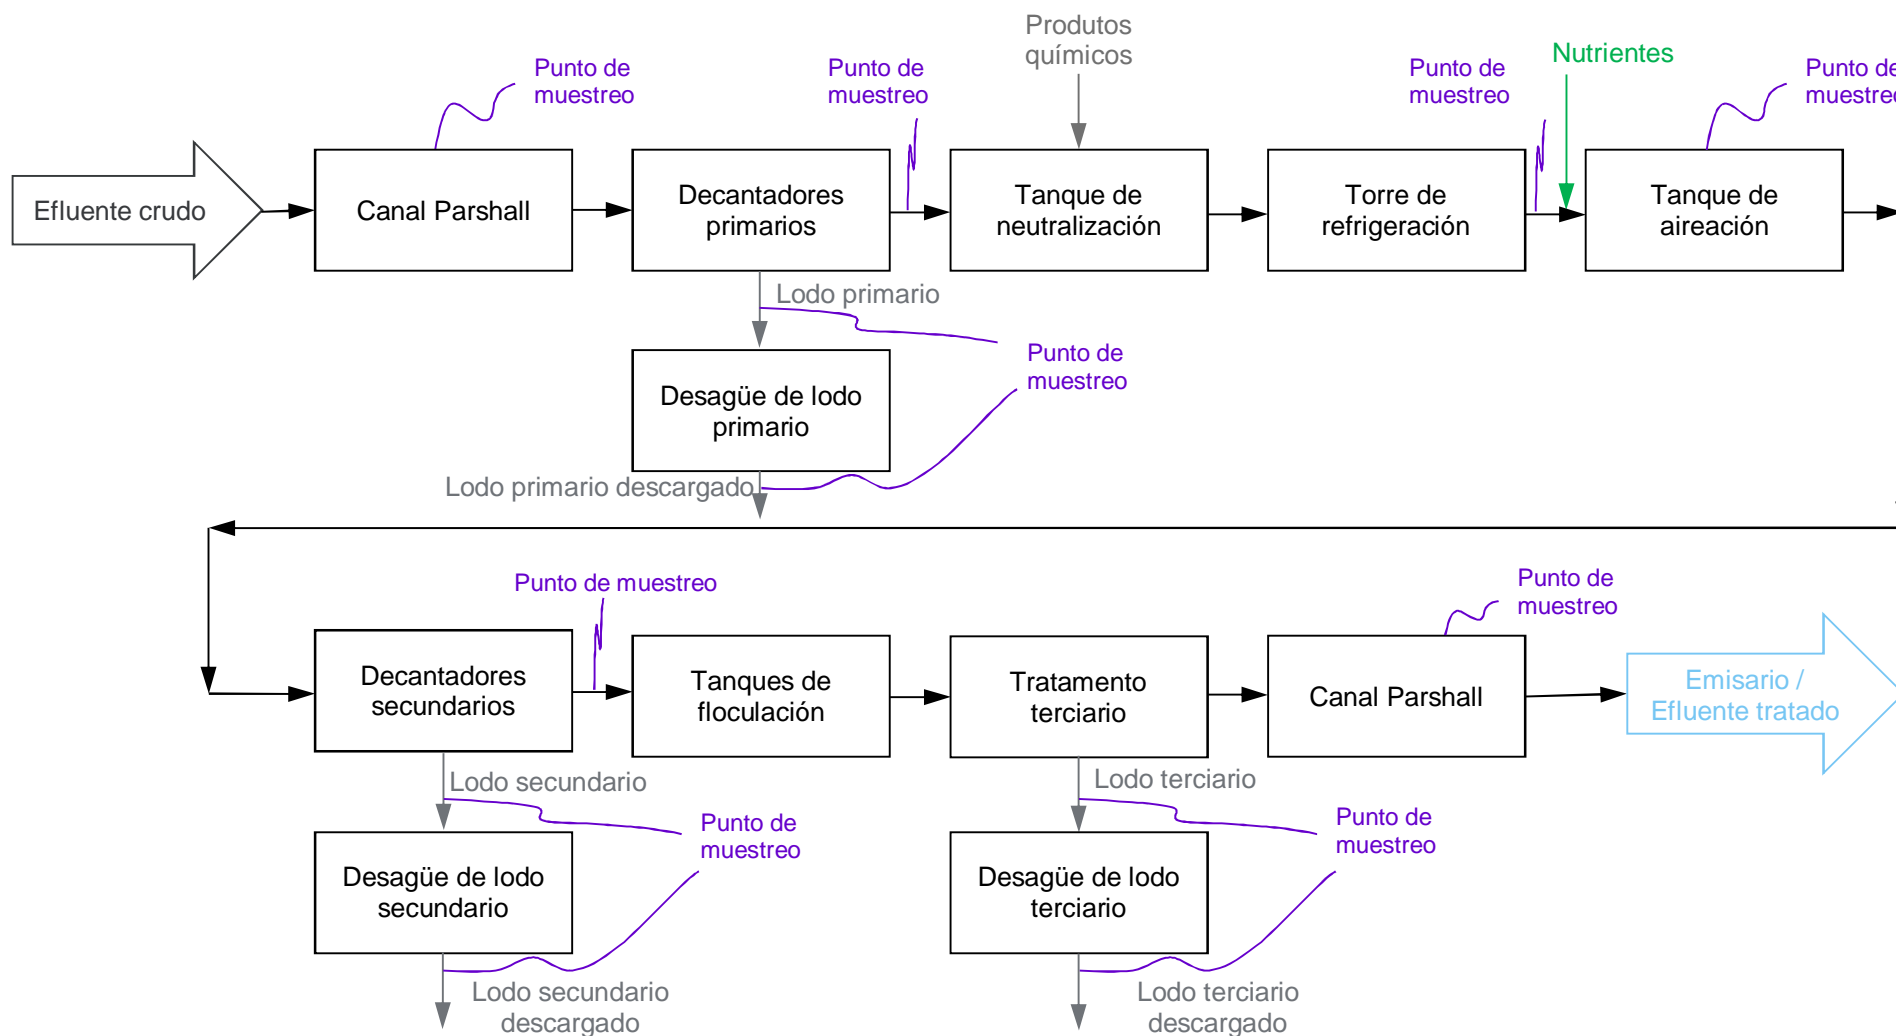 Produtos
químicos
Punto de
muestreo
Punto de
muestreo
Punto de
muestreo
Nutrientes
Punto de
muestreo
Efluente crudo
Canal Parshall
Decantadores
primarios
Tanque de
neutralización
Torre de
refrigeración
Tanque de
aireación
Lodo primario
Punto de
muestreo
Desagüe de lodo
primario
Lodo primario descargado
Punto de muestreo
Punto de
muestreo
Decantadores
secundarios
Tanques de
floculación
Tratamento
terciario
Canal Parshall
Emisario /
Efluente tratado
Lodo secundario
Lodo terciario
Punto de
muestreo
Punto de
muestreo
Desagüe de lodo
secundario
Desagüe de lodo
terciario
Lodo secundario
descargado
Lodo terciario
descargado